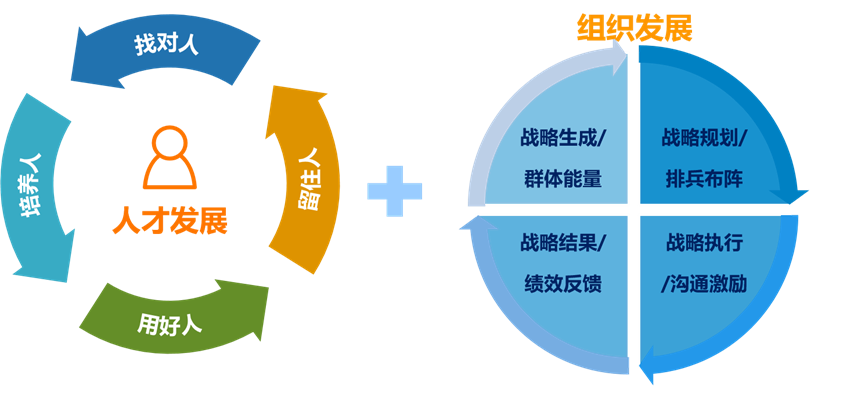 找对人
培养人
人才发展
留住人
用好人
组织发展
战略生成/
群体能量
战略规划/
排兵布阵
战略结果/
绩效反馈
战略执行
/沟通激励